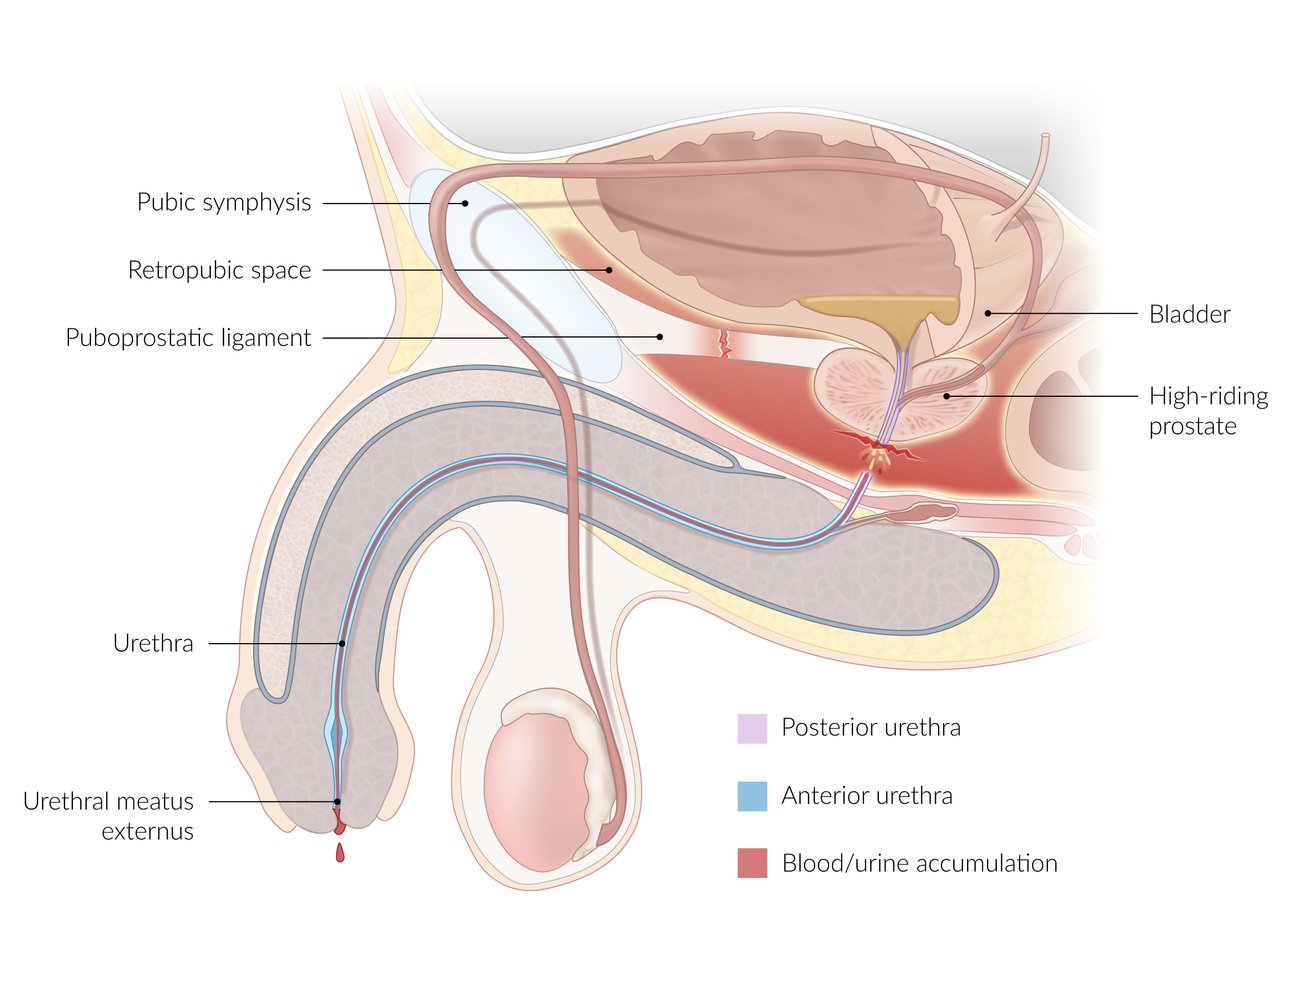 Pubic symphysis
Retropubic space
Puboprostatic ligament
Bladder
High-riding
prostate
Urethra
Urethral meatus
externus
Posterior urethra
Anterior urethra
Blood/urine accumulation